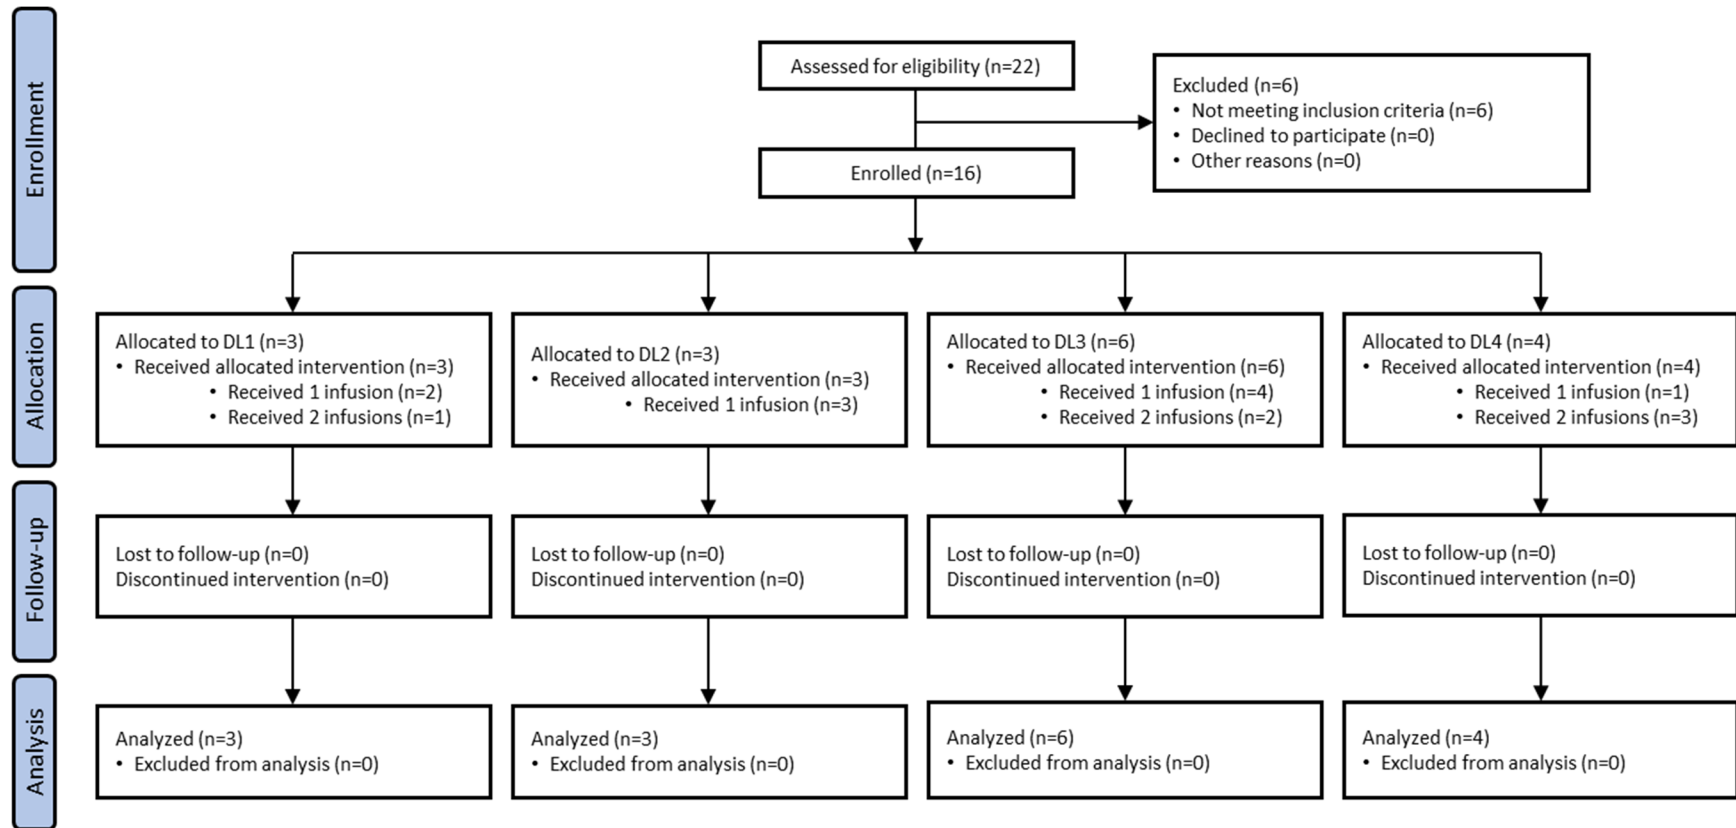 Enrollment
Assessed for eligibility (n=22)
Excluded (n=6)
• Not meeting inclusion criteria (n=6)
• Declined to participate (n=0)
• Other reasons (n=0)
Enrolled (n=16)
Allocation
Allocated to DL1 (n=3)
• Received allocated intervention (n=3)
• Received 1 infusion (n=2)
• Received 2 infusions (n=1)
Allocated to DL2 (n=3)
• Received allocated intervention (n=3)
• Received 1 infusion (n=3)
Allocated to DL3 (n=6)
• Received allocated intervention (n=6)
• Received 1 infusion (n=4)
• Received 2 infusions (n=2)
Allocated to DL4 (n=4)
• Received allocated intervention (n=4)
• Received 1 infusion (n=1)
• Received 2 infusions (n=3)
Follow-up
Lost to follow-up (n=0)
Discontinued intervention (n=0)
Lost to follow-up (n=0)
Discontinued intervention (n=0)
Lost to follow-up (n=0)
Discontinued intervention (n=0)
Lost to follow-up (n=0)
Discontinued intervention (n=0)
Analysis
Analyzed (n=3)
• Excluded from analysis (n=0)
Analyzed (n=3)
• Excluded from analysis (n=0)
Analyzed (n=6)
• Excluded from analysis (n=0)
Analyzed (n=4)
• Excluded from analysis (n=0)